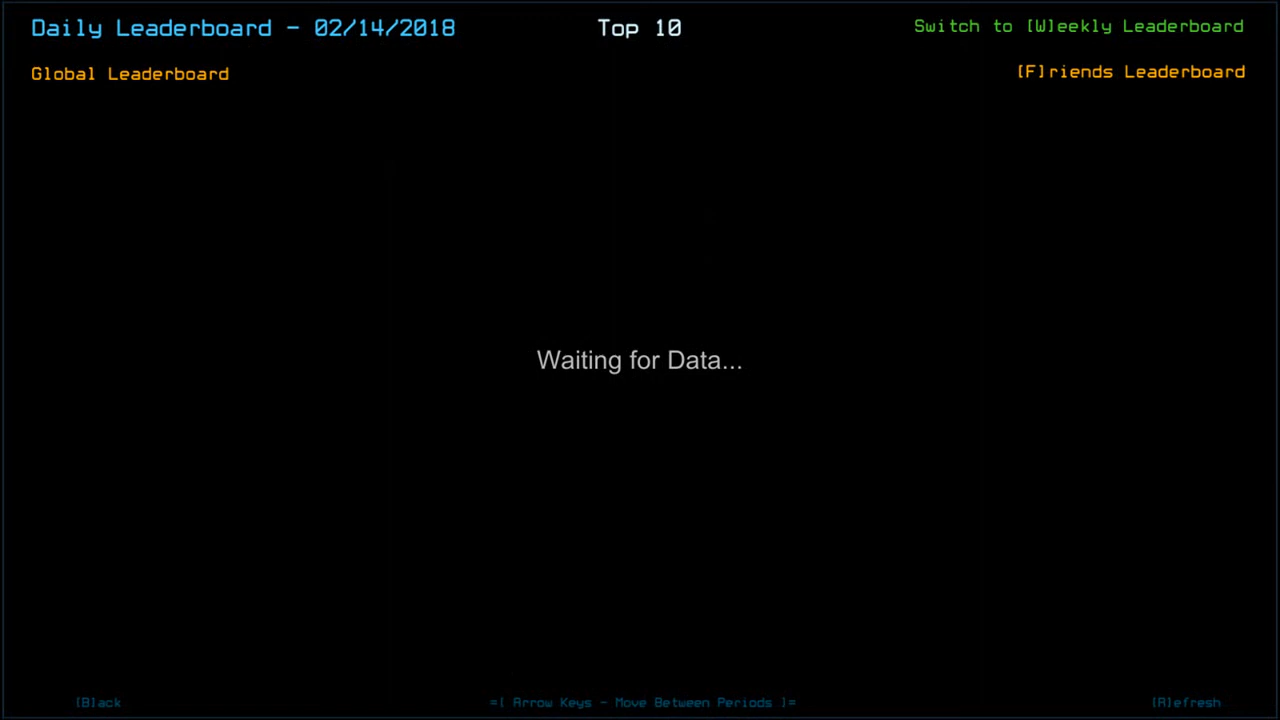 Daily Leaderboard - 02/14/2018 Top 10 Switch to [W]eekly Leaderboard
Global Leaderboard [F]riends Leaderboard
Waiting for Data...
[B]ack =[ Arrow Keys - Move Between Periods ]= [R]efresh